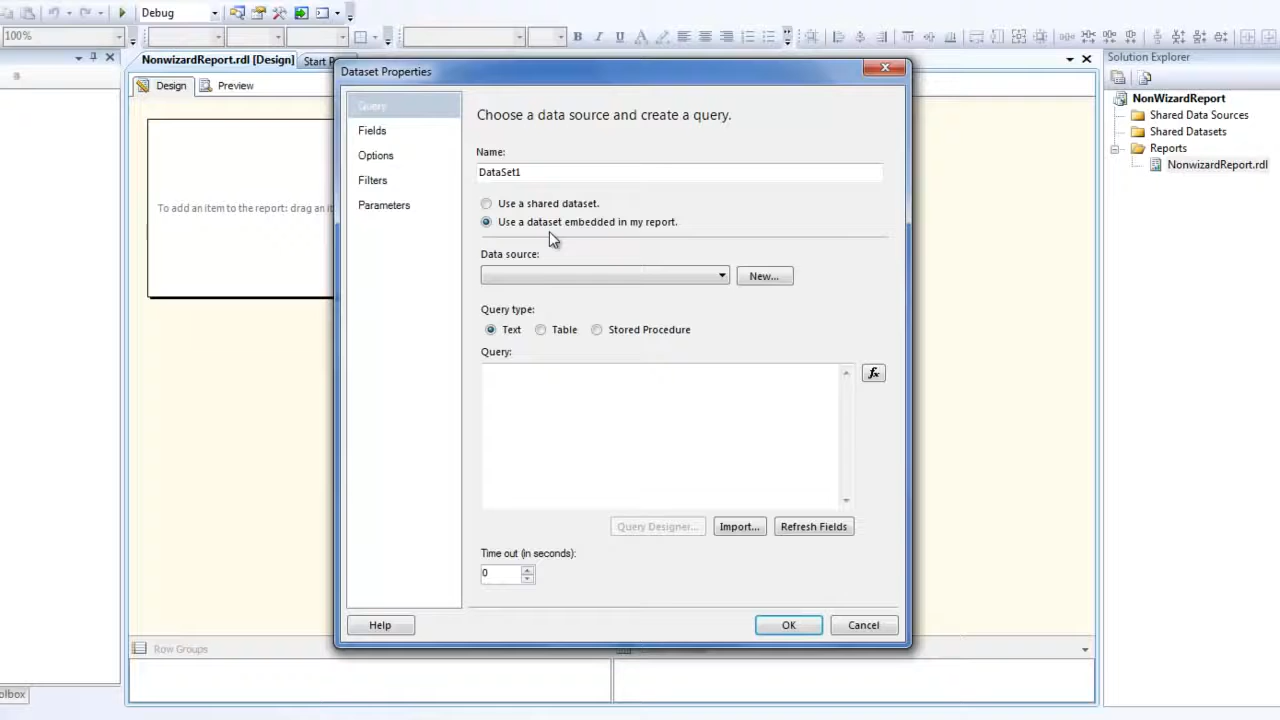 Debug
100%
NonwizardReport.rdl [Design]
Start P
Design
Preview
To add an item to the report: drag an it
Row Groups
olbox
Dataset Properties
Query
Fields
Options
Filters
Parameters
Choose a data source and create a query.
Name:
DataSet1
Use a shared dataset.
Use a dataset embedded in my report.
Data source:
New...
Query type:
Text
Table
Stored Procedure
Query:
fx
Query Designer...
Import...
Refresh Fields
Time out (in seconds):
0
Help
OK
Cancel
Solution Explorer
NonWizardReport
Shared Data Sources
Shared Datasets
Reports
NonwizardReport.rdl